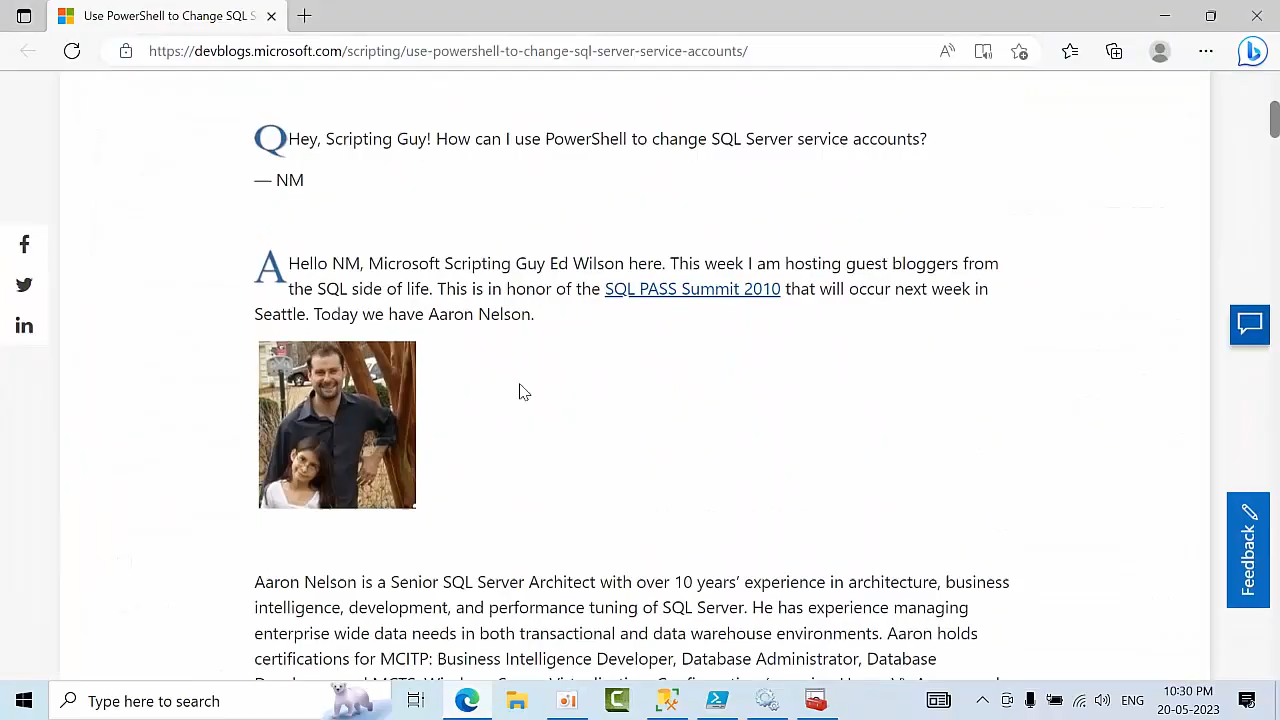 Use PowerShell to Change SQL S
https://devblogs.microsoft.com/scripting/use-powershell-to-change-sql-server-service-accounts/
Q Hey, Scripting Guy! How can I use PowerShell to change SQL Server service accounts?
— NM
A Hello NM, Microsoft Scripting Guy Ed Wilson here. This week I am hosting guest bloggers from
the SQL side of life. This is in honor of the SQL PASS Summit 2010 that will occur next week in
Seattle. Today we have Aaron Nelson.
Aaron Nelson is a Senior SQL Server Architect with over 10 years’ experience in architecture, business
intelligence, development, and performance tuning of SQL Server. He has experience managing
enterprise wide data needs in both transactional and data warehouse environments. Aaron holds
certifications for MCITP: Business Intelligence Developer, Database Administrator, Database
Feedback
Type here to search
ENG
10:30 PM
20-05-2023